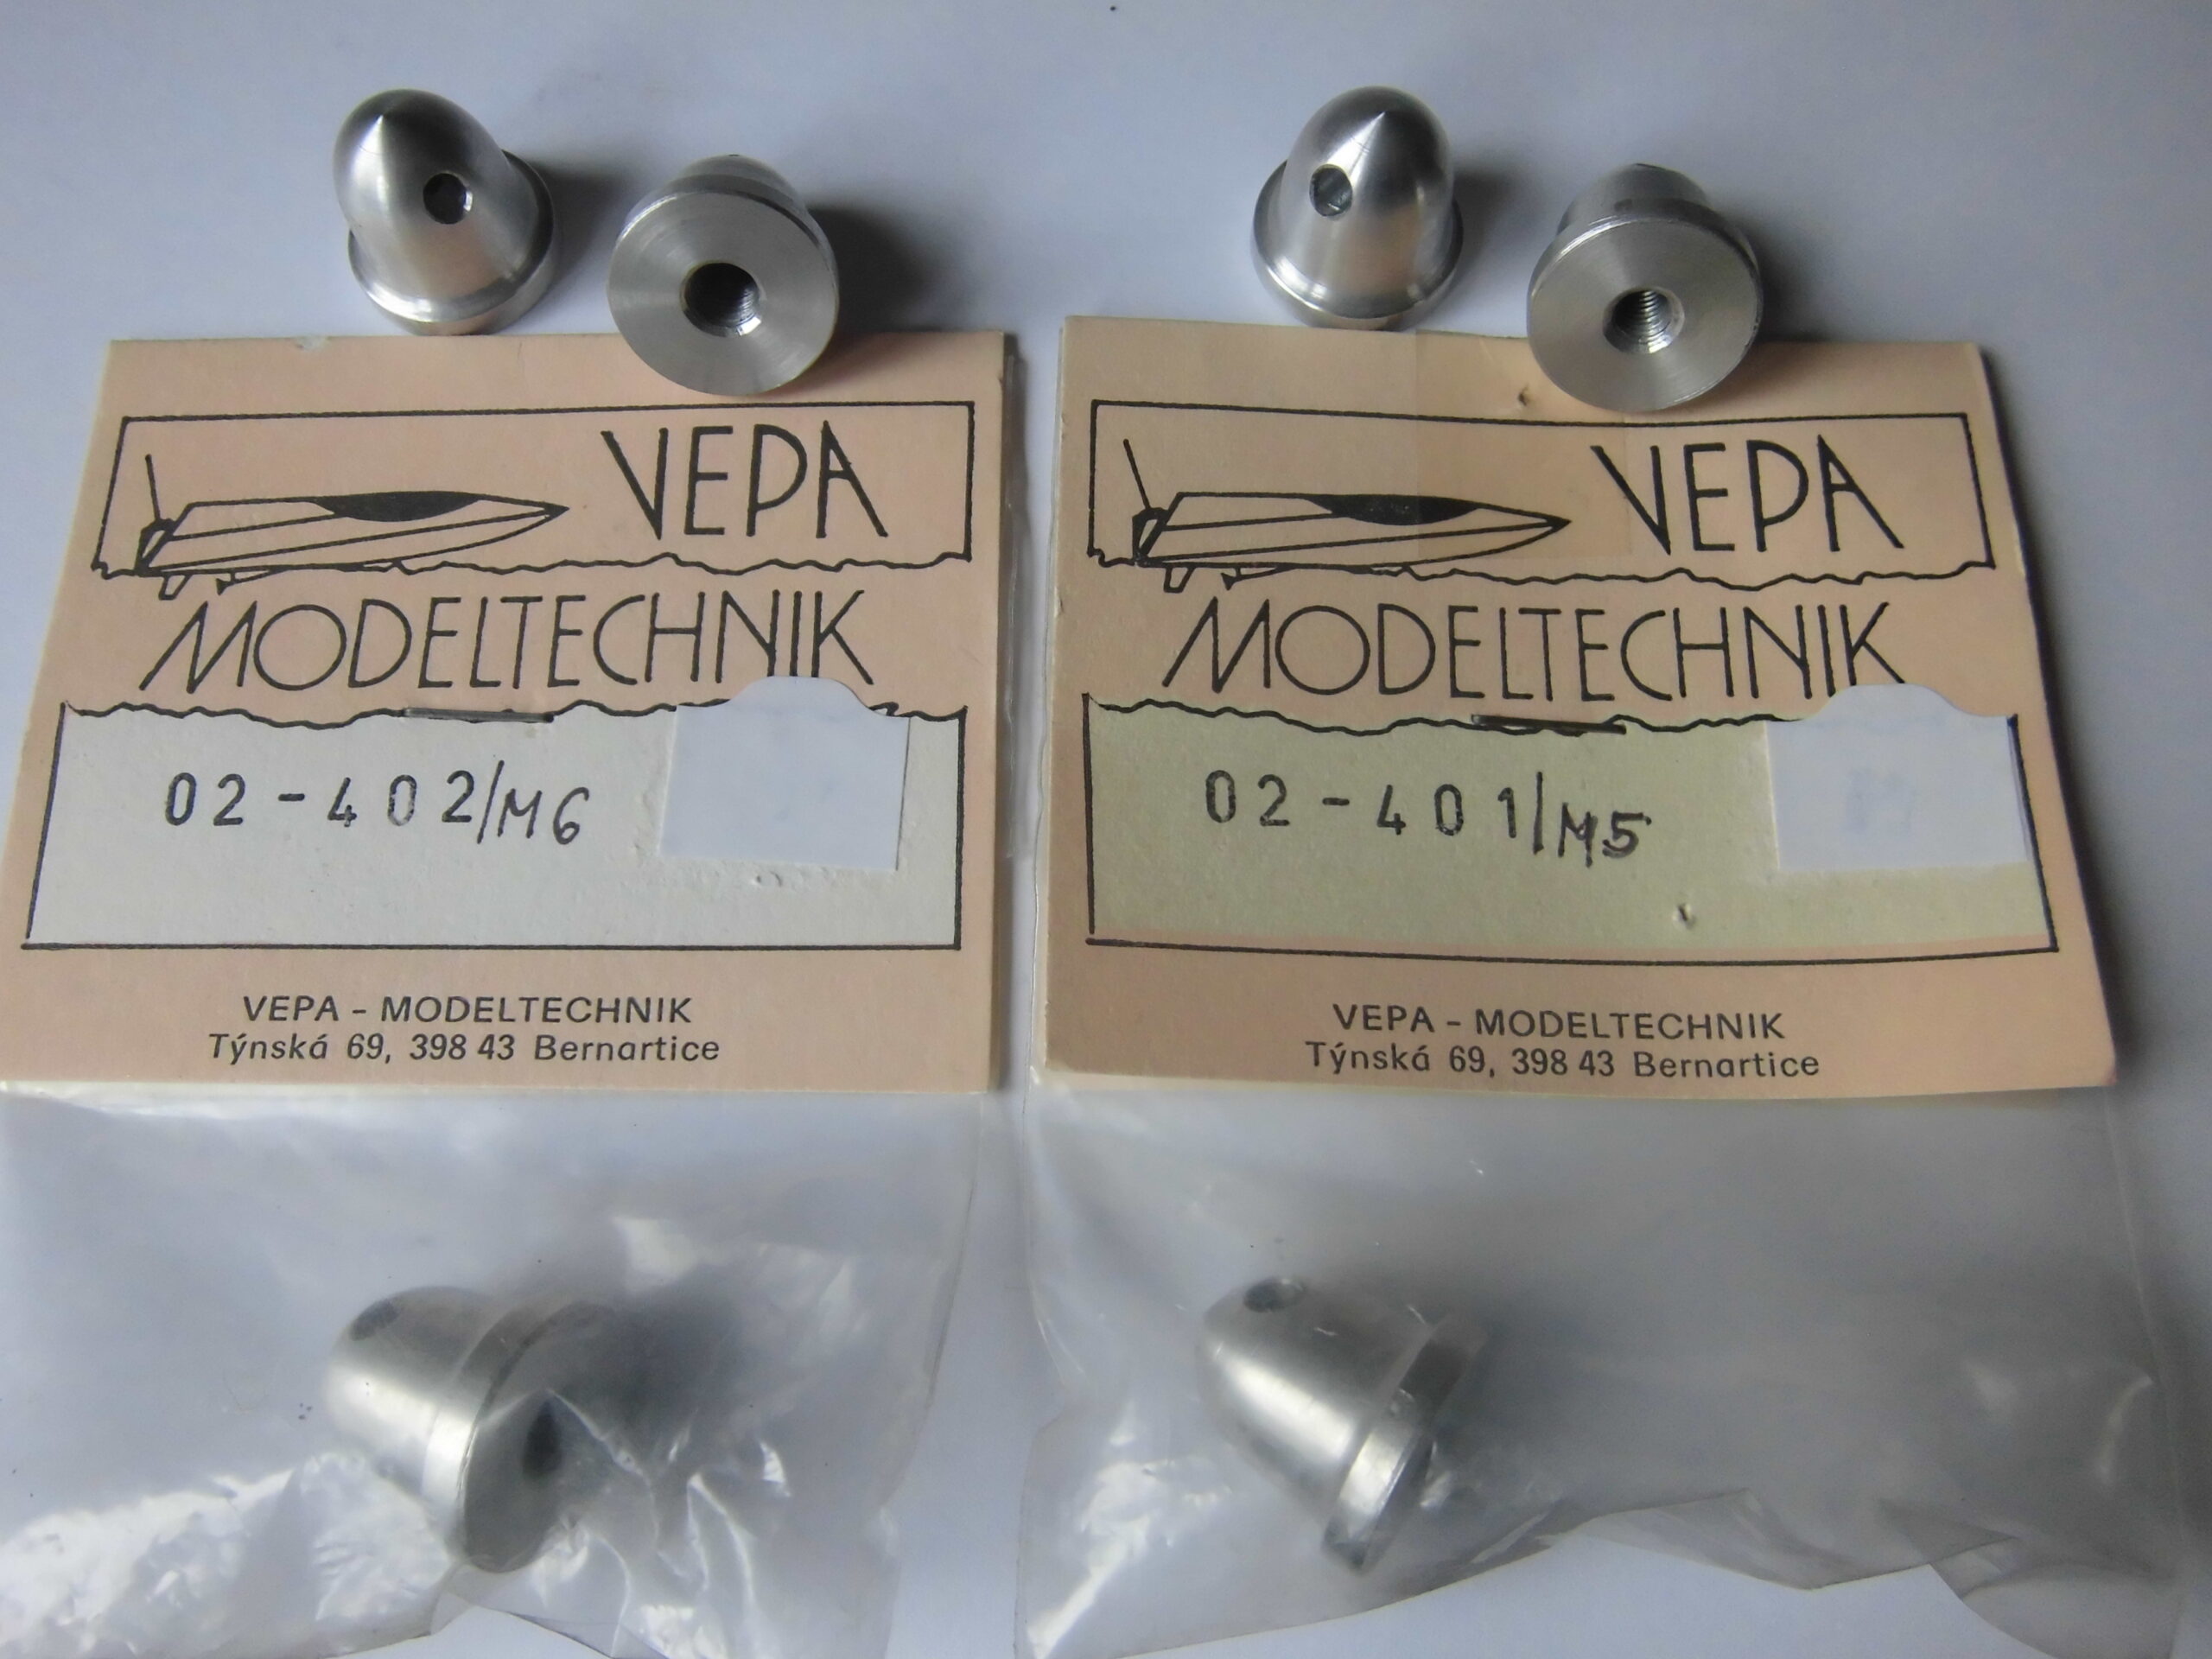 VEPA
MODELTECHNIK
02-402/M6
VEPA - MODELTECHNIK
Týnská 69, 398 43 Bernartice
VEPA
MODELTECHNIK
02-401/M5
VEPA - MODELTECHNIK
Týnská 69, 398 43 Bernartice